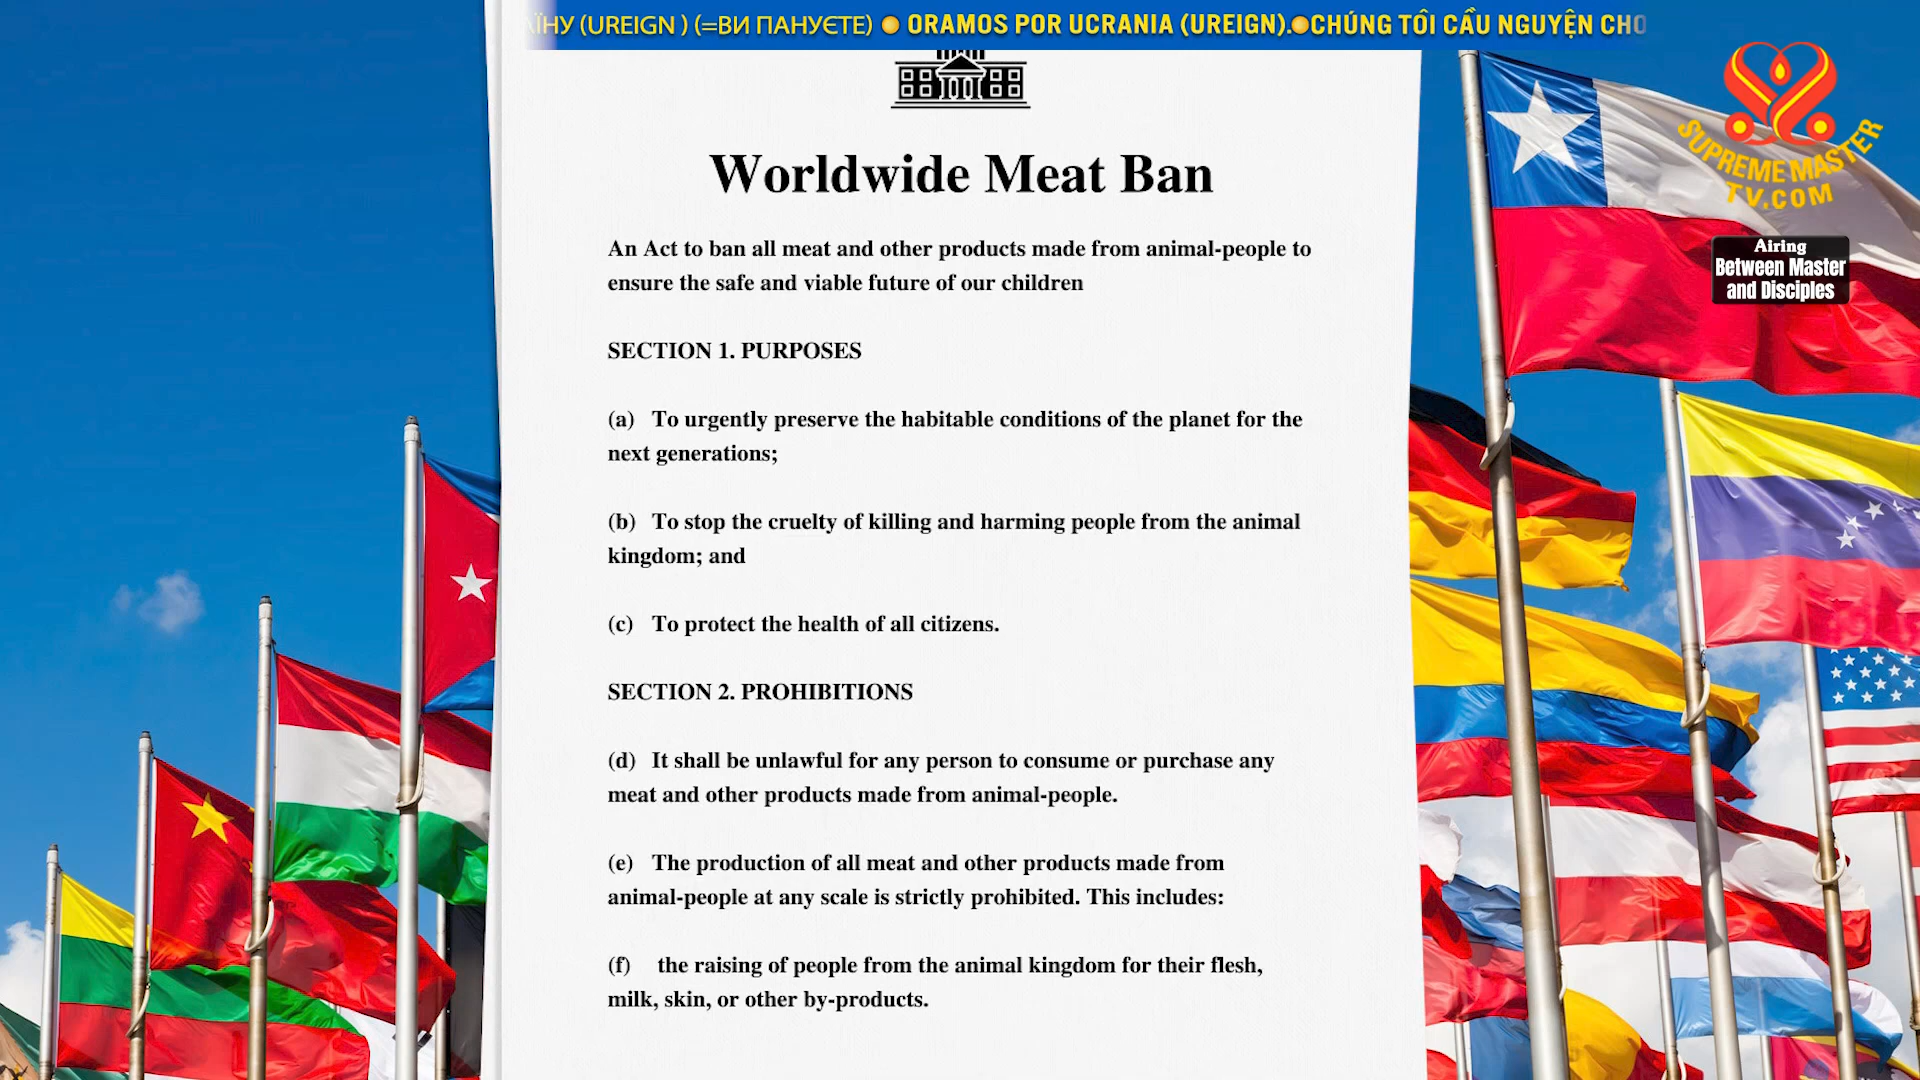 ЇНУ (UREIGN ) (=ВИ ПАНУЄТЕ) ORAMOS POR UCRANIA (UREIGN). CHÚNG TÔI CẦU NGUYỆN CHO
Worldwide Meat Ban
An Act to ban all meat and other products made from animal-people to
ensure the safe and viable future of our children
SECTION 1. PURPOSES
(a) To urgently preserve the habitable conditions of the planet for the
next generations;
(b) To stop the cruelty of killing and harming people from the animal
kingdom; and
(c) To protect the health of all citizens.
SECTION 2. PROHIBITIONS
(d) It shall be unlawful for any person to consume or purchase any
meat and other products made from animal-people.
(e) The production of all meat and other products made from
animal-people at any scale is strictly prohibited. This includes:
(f) the raising of people from the animal kingdom for their flesh,
milk, skin, or other by-products.
SUPREME MASTER
TV.COM
Airing
Between Master
and Disciples